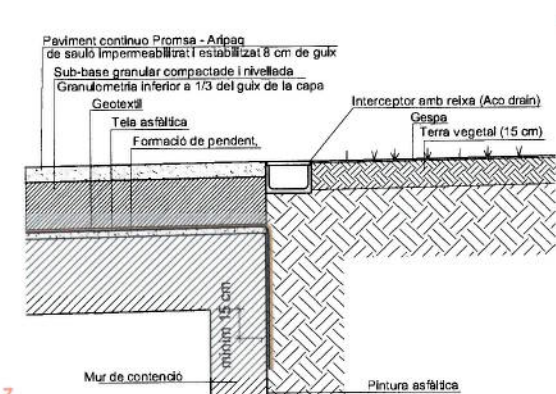 Paviment continuo Promsa - Aripaq
de sauló impermeabilitrat i estabilitzat 8 cm de guix
Sub-base granular compactade i nivellada
Granulometria inferior a 1/3 del guix de la capa
Geotextil
Tela asfàltica
Formació de pendent,
Interceptor amb reixa (Aco drain)
Gespa
Terra vegetal (15 cm)
mínim 15 cm
Mur de contenció
Pintura asfàltica